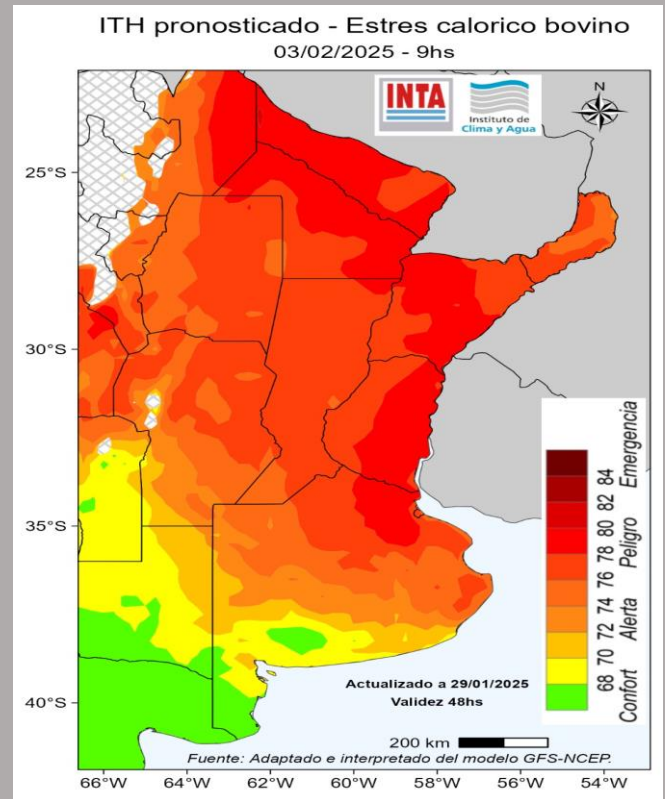 ITH pronosticado - Estres calorico bovino
03/02/2025 - 9hs
INTA
Instituto de
Clima y Agua
N
25°S
30°S
35°S
40°S
84
82
80
78
76
74
72
70
68
Emergencia
Peligro
Alerta
Confort
Actualizado a 29/01/2025
Validez 48hs
200 km
Fuente: Adaptado e interpretado del modelo GFS-NCEP.
66°W 64°W 62°W 60°W 58°W 56°W 54°W